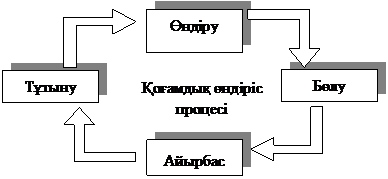 Өндіру
Тұтыну
Қоғамдық өндіріс
процесі
Бөлу
Айырбас